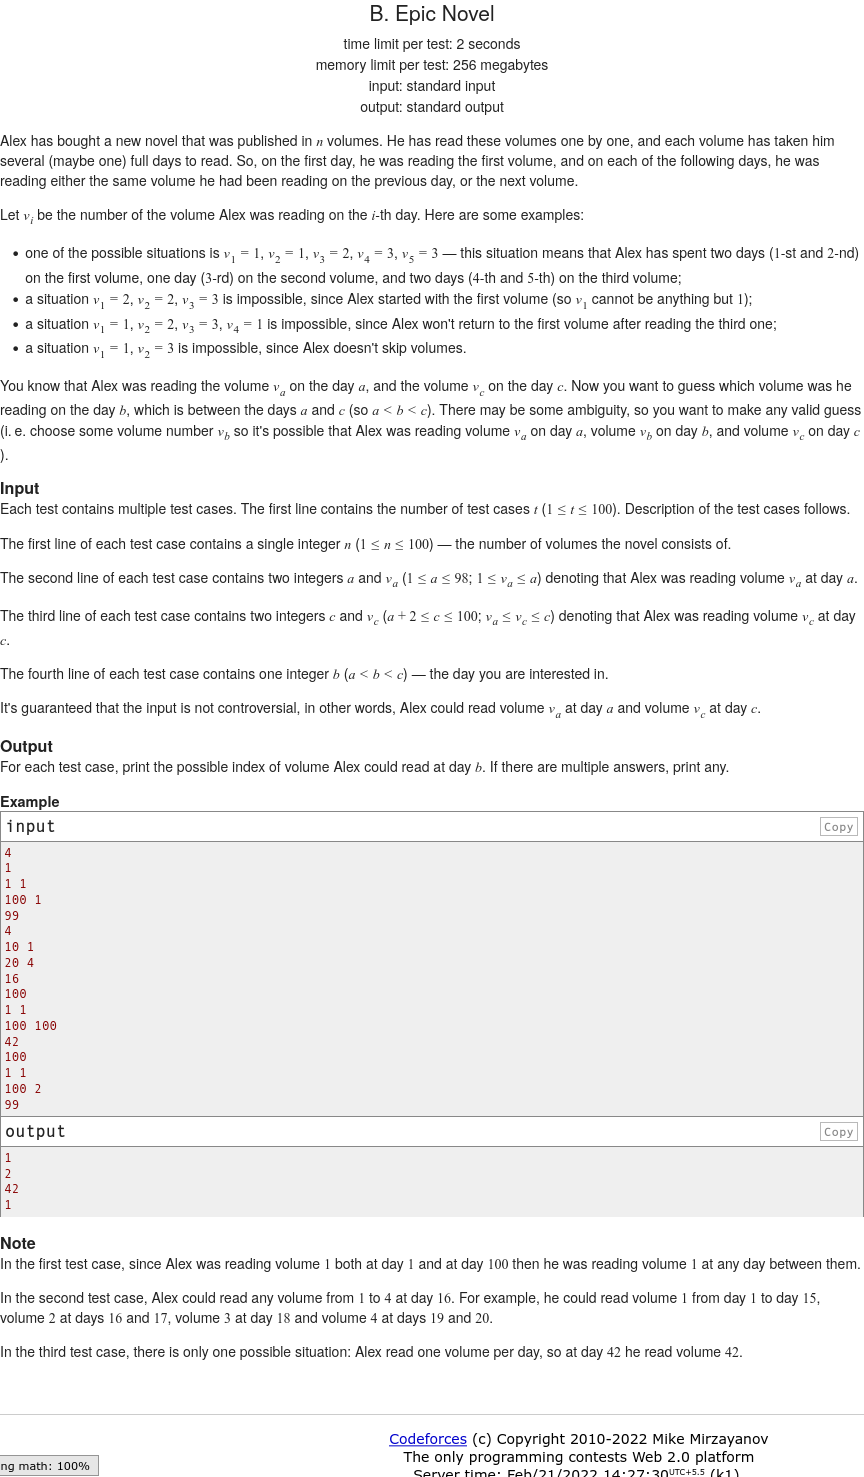 B. Epic Novel
time limit per test: 2 seconds
memory limit per test: 256 megabytes
input: standard input
output: standard output
Alex has bought a new novel that was published in n volumes. He has read these volumes one by one, and each volume has taken him
several (maybe one) full days to read. So, on the first day, he was reading the first volume, and on each of the following days, he was
reading either the same volume he had been reading on the previous day, or the next volume.
Let v_i be the number of the volume Alex was reading on the i-th day. Here are some examples:
• one of the possible situations is v_1 = 1, v_2 = 1, v_3 = 2, v_4 = 3, v_5 = 3 — this situation means that Alex has spent two days (1-st and 2-nd)
on the first volume, one day (3-rd) on the second volume, and two days (4-th and 5-th) on the third volume;
• a situation v_1 = 2, v_2 = 2, v_3 = 3 is impossible, since Alex started with the first volume (so v_1 cannot be anything but 1);
• a situation v_1 = 1, v_2 = 2, v_3 = 3, v_4 = 1 is impossible, since Alex won't return to the first volume after reading the third one;
• a situation v_1 = 1, v_2 = 3 is impossible, since Alex doesn't skip volumes.
You know that Alex was reading the volume v_a on the day a, and the volume v_c on the day c. Now you want to guess which volume was he
reading on the day b, which is between the days a and c (so a < b < c). There may be some ambiguity, so you want to make any valid guess
(i. e. choose some volume number v_b so it's possible that Alex was reading volume v_a on day a, volume v_b on day b, and volume v_c on day c
).
Input
Each test contains multiple test cases. The first line contains the number of test cases t (1 ≤ t ≤ 100). Description of the test cases follows.
The first line of each test case contains a single integer n (1 ≤ n ≤ 100) — the number of volumes the novel consists of.
The second line of each test case contains two integers a and v_a (1 ≤ a ≤ 98; 1 ≤ v_a ≤ a) denoting that Alex was reading volume v_a at day a.
The third line of each test case contains two integers c and v_c (a + 2 ≤ c ≤ 100; v_a ≤ v_c ≤ c) denoting that Alex was reading volume v_c at day
c.
The fourth line of each test case contains one integer b (a < b < c) — the day you are interested in.
It's guaranteed that the input is not controversial, in other words, Alex could read volume v_a at day a and volume v_c at day c.
Output
For each test case, print the possible index of volume Alex could read at day b. If there are multiple answers, print any.
Example
input Copy
4
1
1 1
100 1
99
4
10 1
20 4
16
100
1 1
100 100
42
100
1 1
100 2
99
output Copy
1
2
42
1
Note
In the first test case, since Alex was reading volume 1 both at day 1 and at day 100 then he was reading volume 1 at any day between them.
In the second test case, Alex could read any volume from 1 to 4 at day 16. For example, he could read volume 1 from day 1 to day 15,
volume 2 at days 16 and 17, volume 3 at day 18 and volume 4 at days 19 and 20.
In the third test case, there is only one possible situation: Alex read one volume per day, so at day 42 he read volume 42.
Codeforces (c) Copyright 2010-2022 Mike Mirzayanov
The only programming contests Web 2.0 platform
ng math: 100%
Server time: Feb/21/2022 14:27:30 UTC+5.5 (k1)